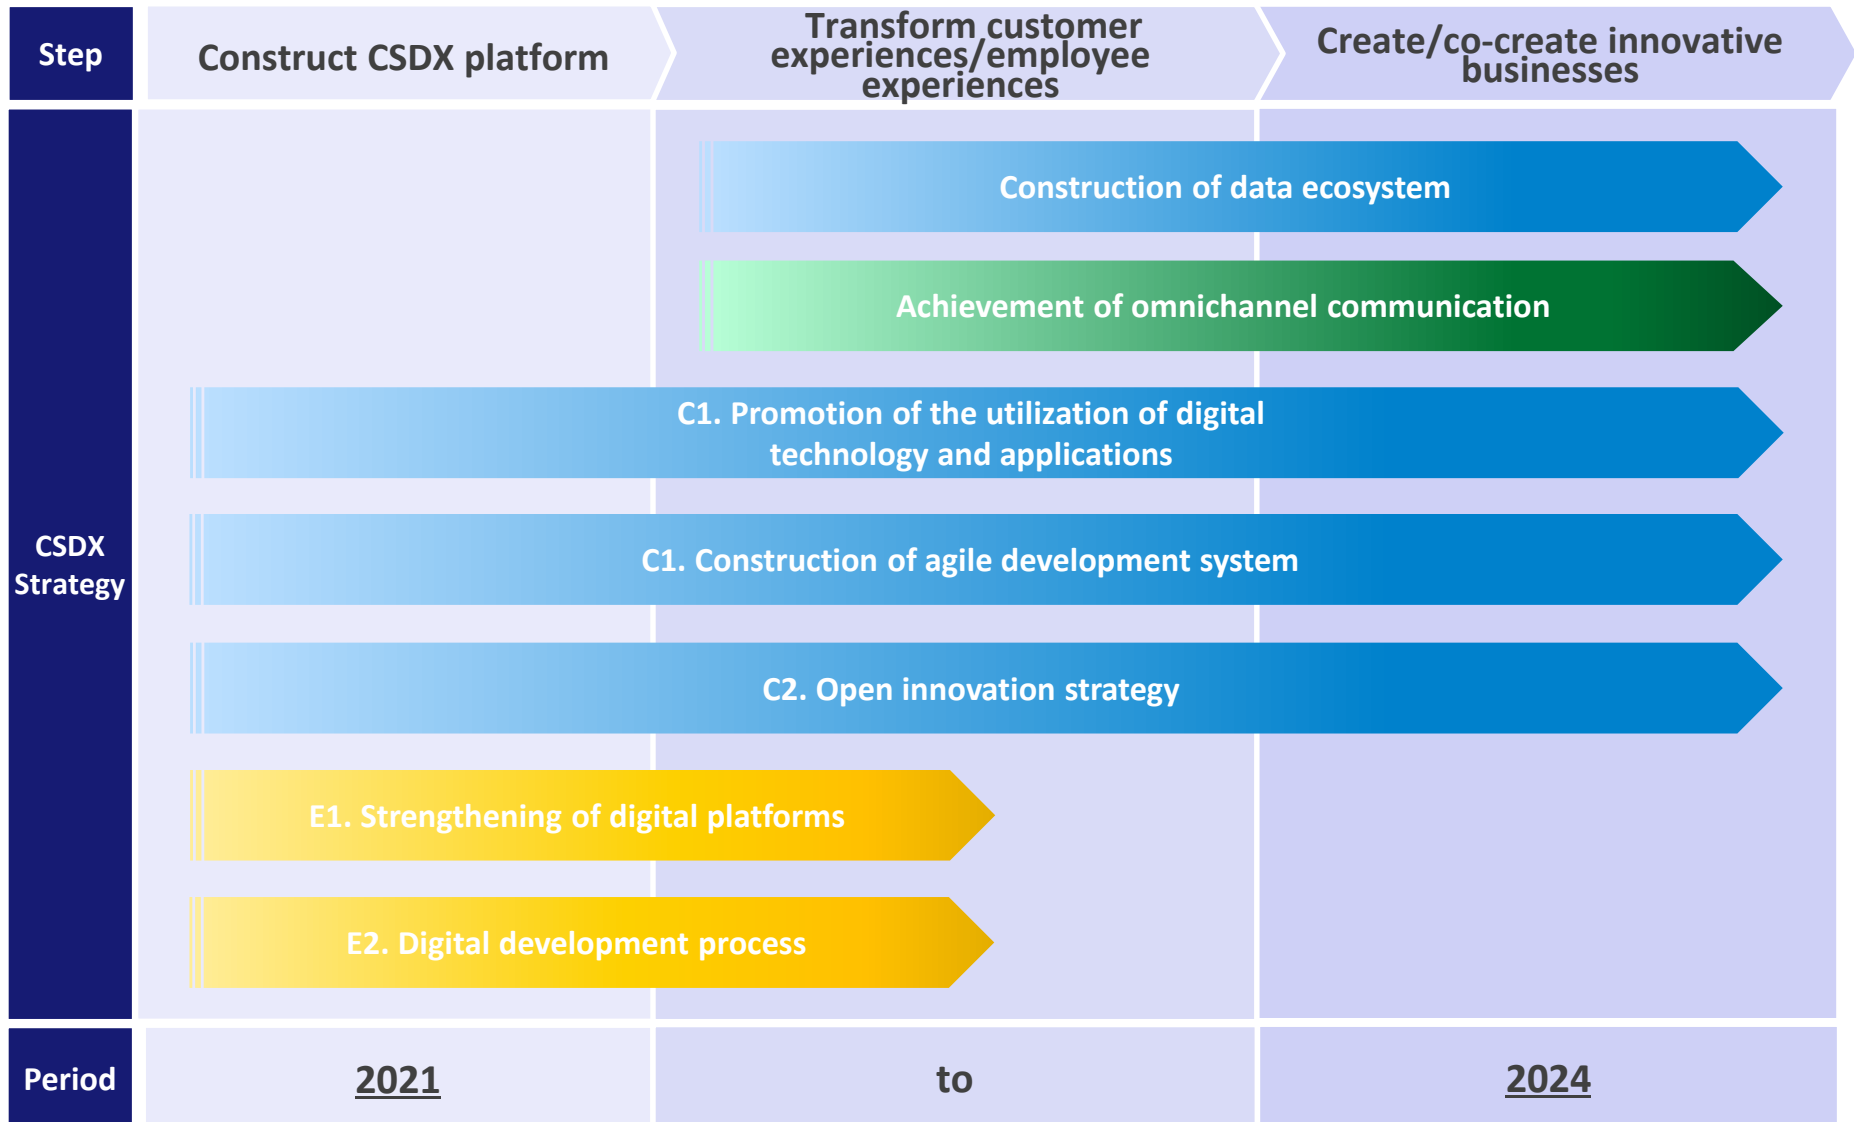 Step
Construct CSDX platform
Transform customer
experiences/employee
experiences
Create/co-create innovative
businesses
CSDX
Strategy
Construction of data ecosystem
Achievement of omnichannel communication
C1. Promotion of the utilization of digital
technology and applications
C1. Construction of agile development system
C2. Open innovation strategy
E1. Strengthening of digital platforms
E2. Digital development process
Period
2021
to
2024